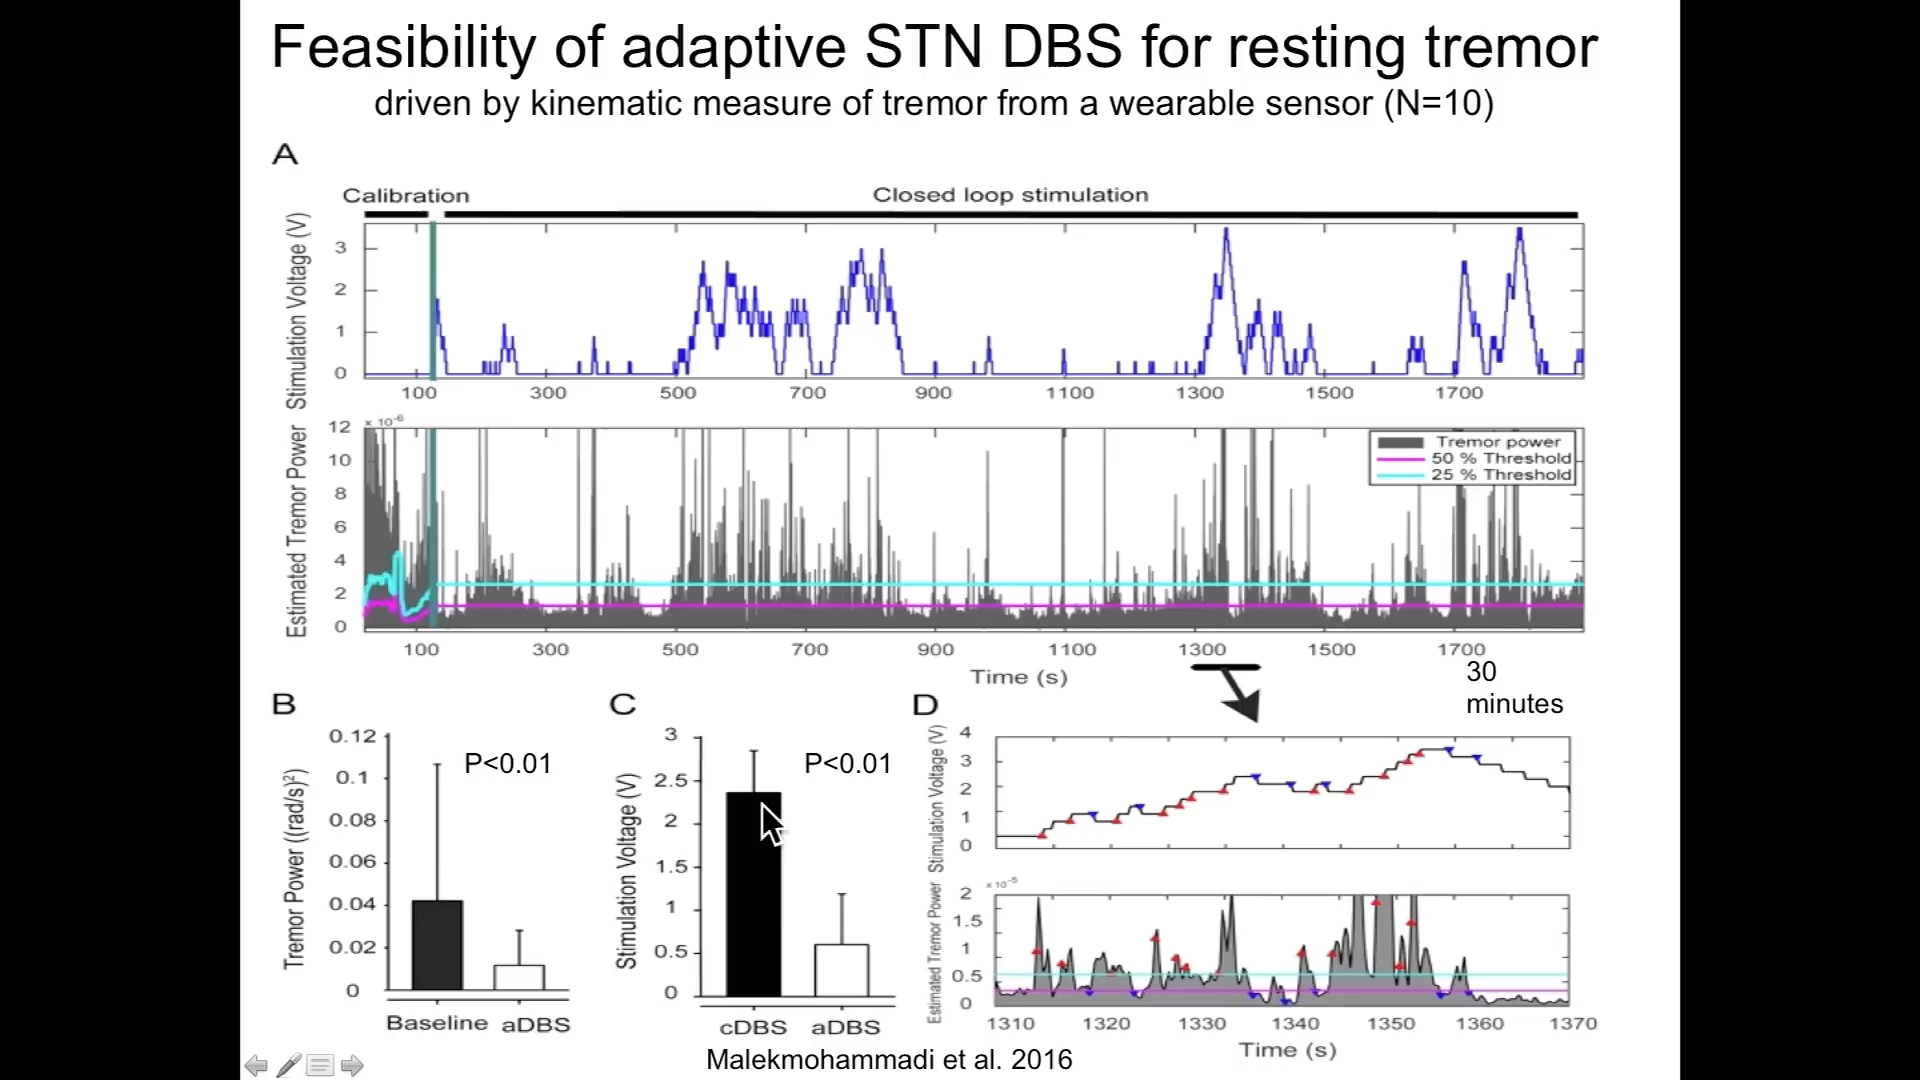 Feasibility of adaptive STN DBS for resting tremor
driven by kinematic measure of tremor from a wearable sensor (N=10)
A
Calibration
Closed loop stimulation
Stimulation Voltage (V)
3
2
1
0
100 300 500 700 900 1100 1300 1500 1700
Estimated Tremor Power
x 10-6
12
10
8
6
4
2
0
Tremor power
50 % Threshold
25 % Threshold
100 300 500 700 900 1100 1300 1500 1700
Time (s)
30
minutes
B
Tremor Power ((rad/s)2)
0.12
0.1
0.08
0.06
0.04
0.02
0
P<0.01
Baseline aDBS
C
Stimulation Voltage (V)
3
2.5
2
1.5
1
0.5
0
P<0.01
cDBS aDBS
D
Stimulation Voltage (V)
4
3
2
1
0
Estimated Tremor Power
x 10-5
2
1.5
1
0.5
0
1310 1320 1330 1340 1350 1360 1370
Time (s)
Malekmohammadi et al. 2016